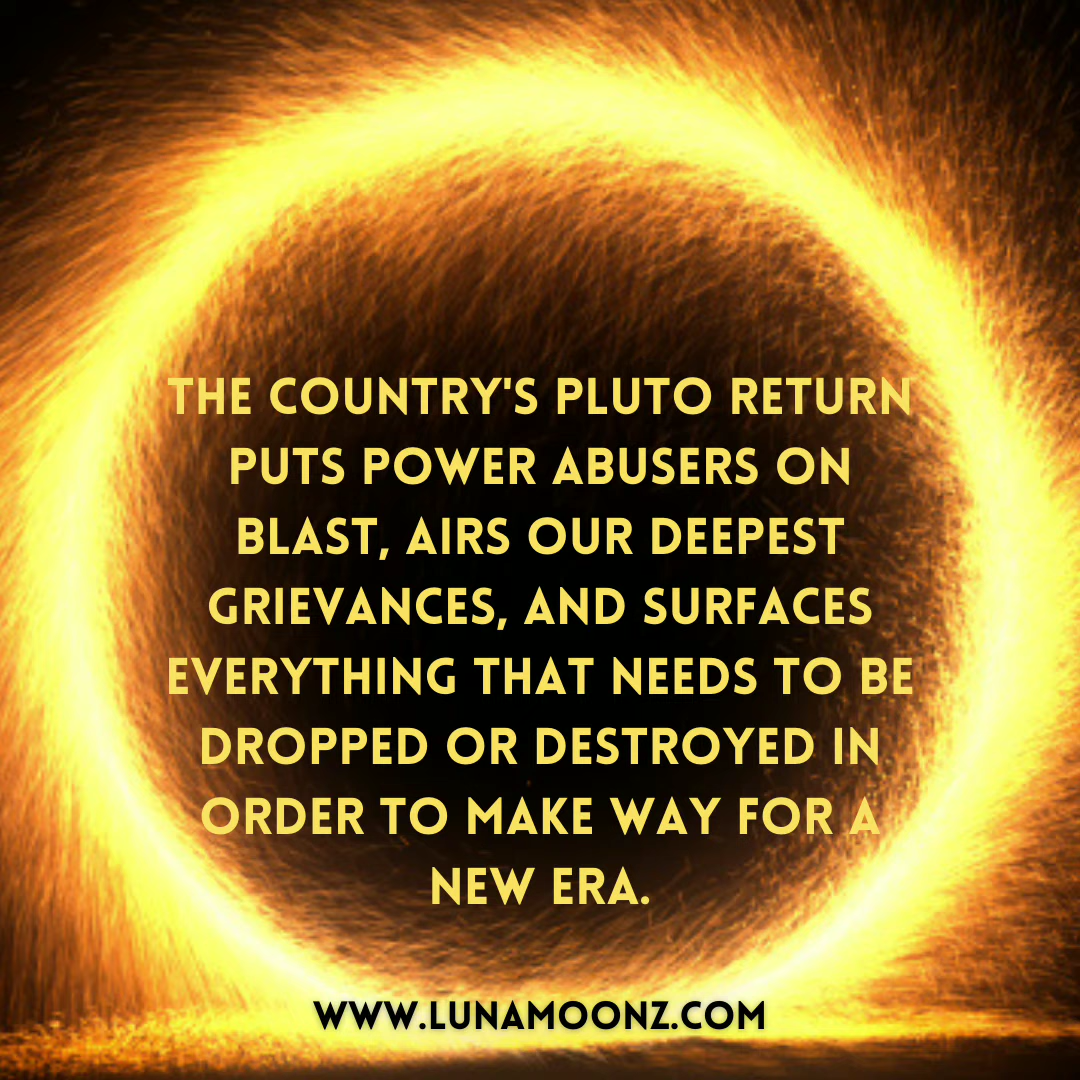 THE COUNTRY'S PLUTO RETURN
PUTS POWER ABUSERS ON
BLAST, AIRS OUR DEEPEST
GRIEVANCES, AND SURFACES
EVERYTHING THAT NEEDS TO BE
DROPPED OR DESTROYED IN
ORDER TO MAKE WAY FOR A
NEW ERA.
WWW.LUNAMOONZ.COM